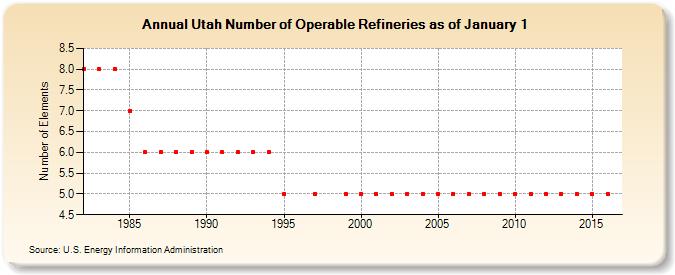 Annual Utah Number of Operable Refineries as of January 1
Number of Elements
8.5
8.0
7.5
7.0
6.5
6.0
5.5
5.0
4.5
1985 1990 1995 2000 2005 2010 2015
Source: U.S. Energy Information Administration